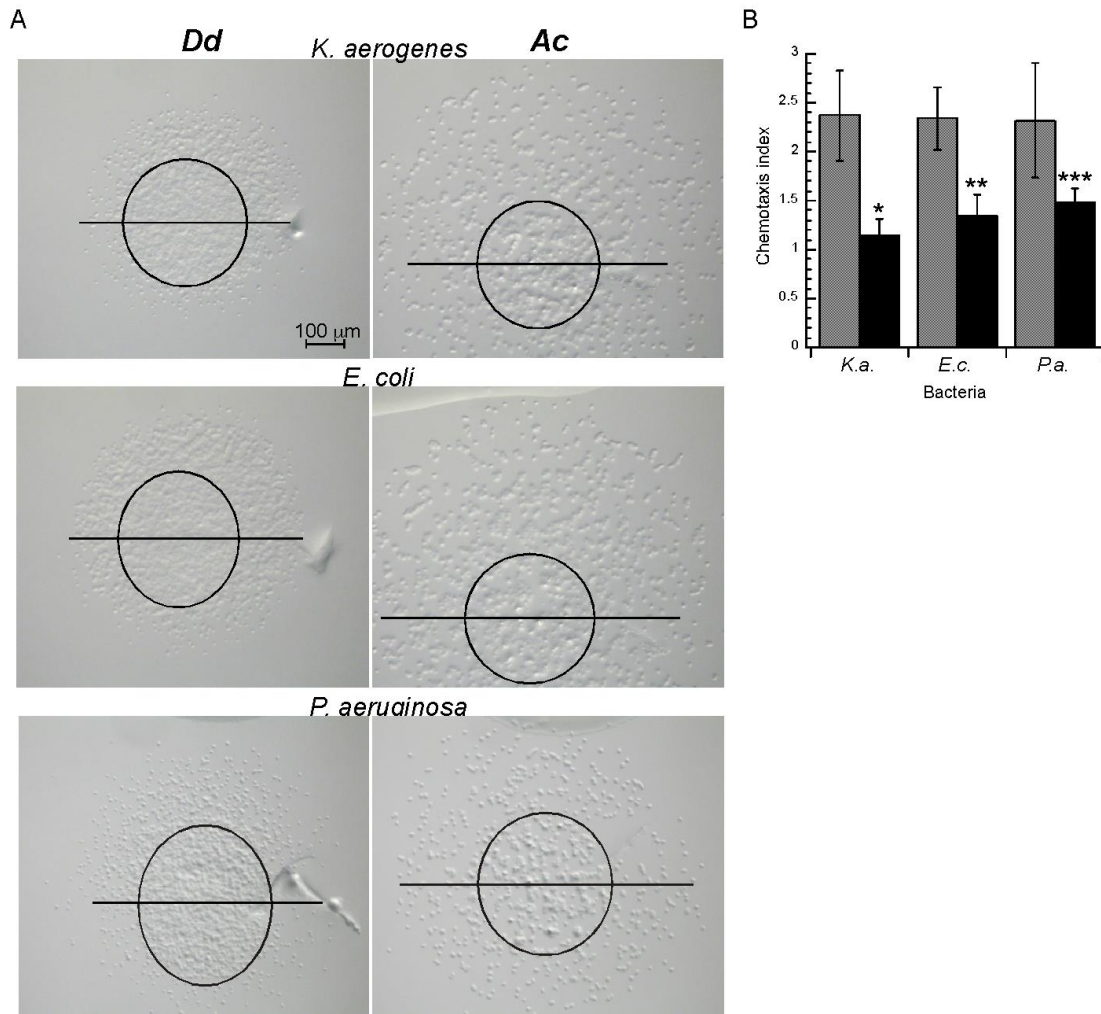 A
Dd
Ac
K. aerogenes
100 μm
E. coli
P. aeruginosa
B
3
2.5
2
1.5
1
0.5
0
Chemotaxis index
*
**
***
K.a.
E.c.
P.a.
Bacteria